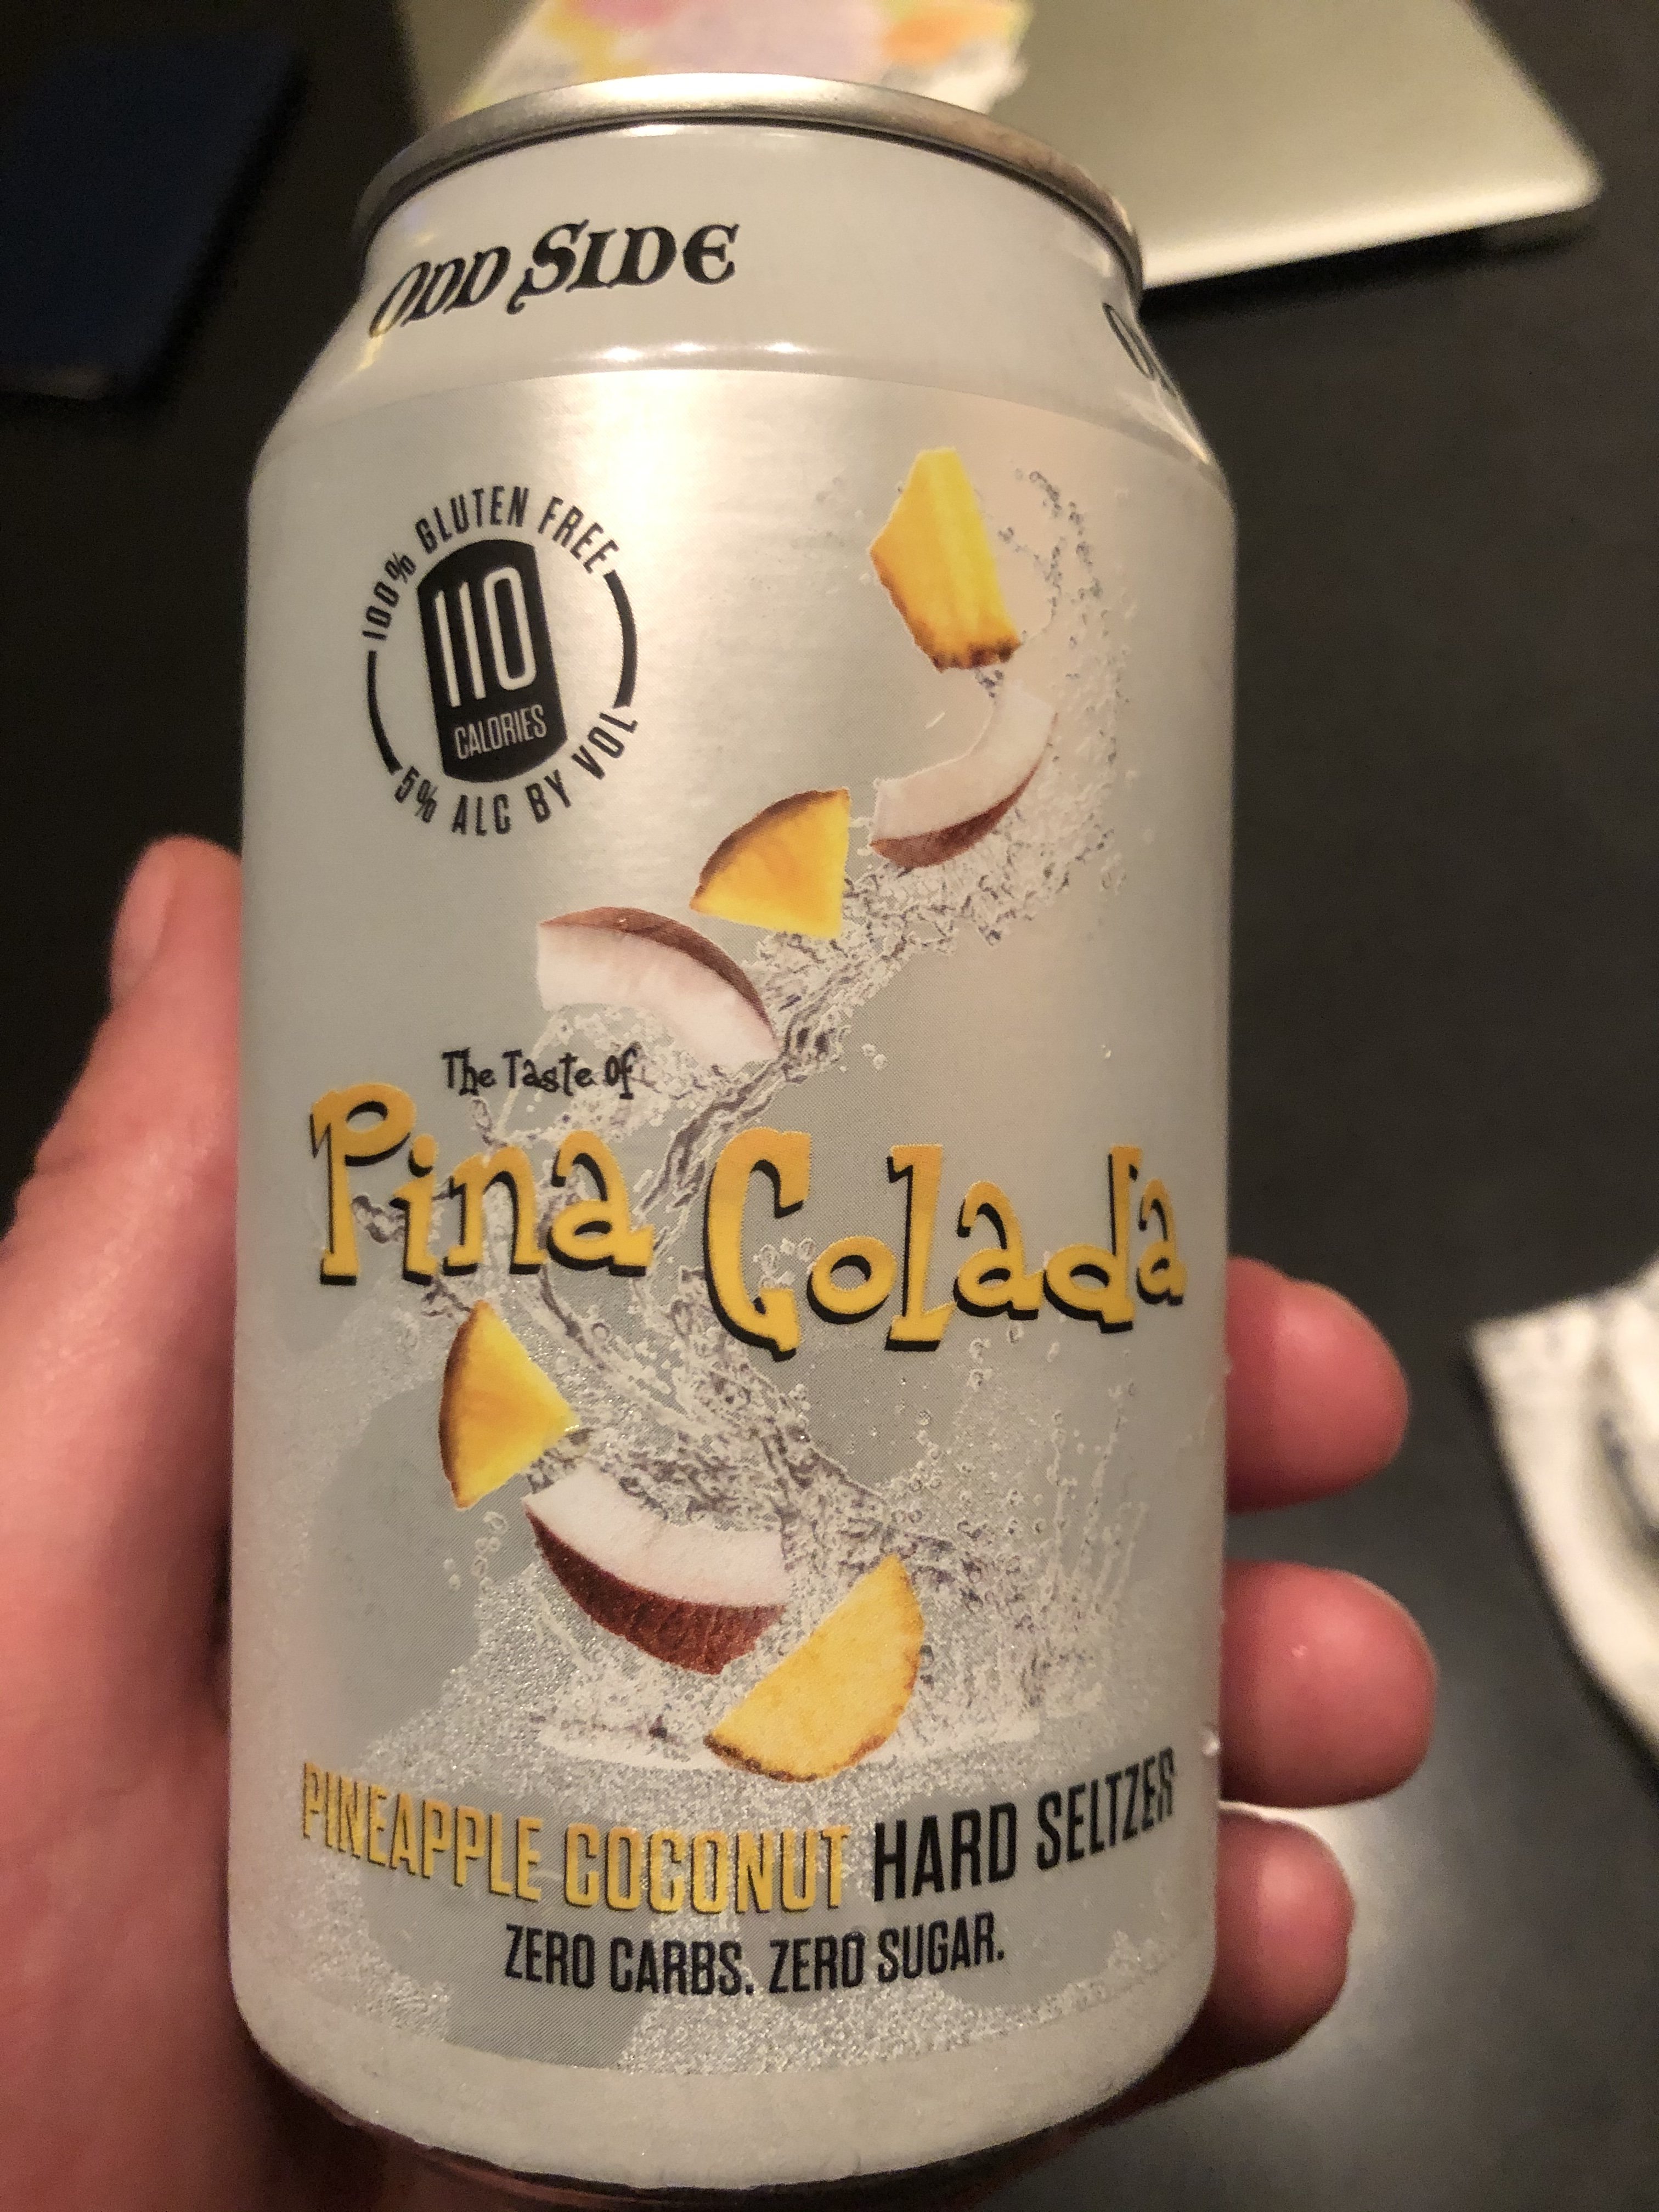 ODD SIDE
100% GLUTEN FREE
110
CALORIES
5% ALC BY VOL
The Taste of
Pina Colada
PINEAPPLE COCONUT HARD SELTZER
ZERO CARBS. ZERO SUGAR.